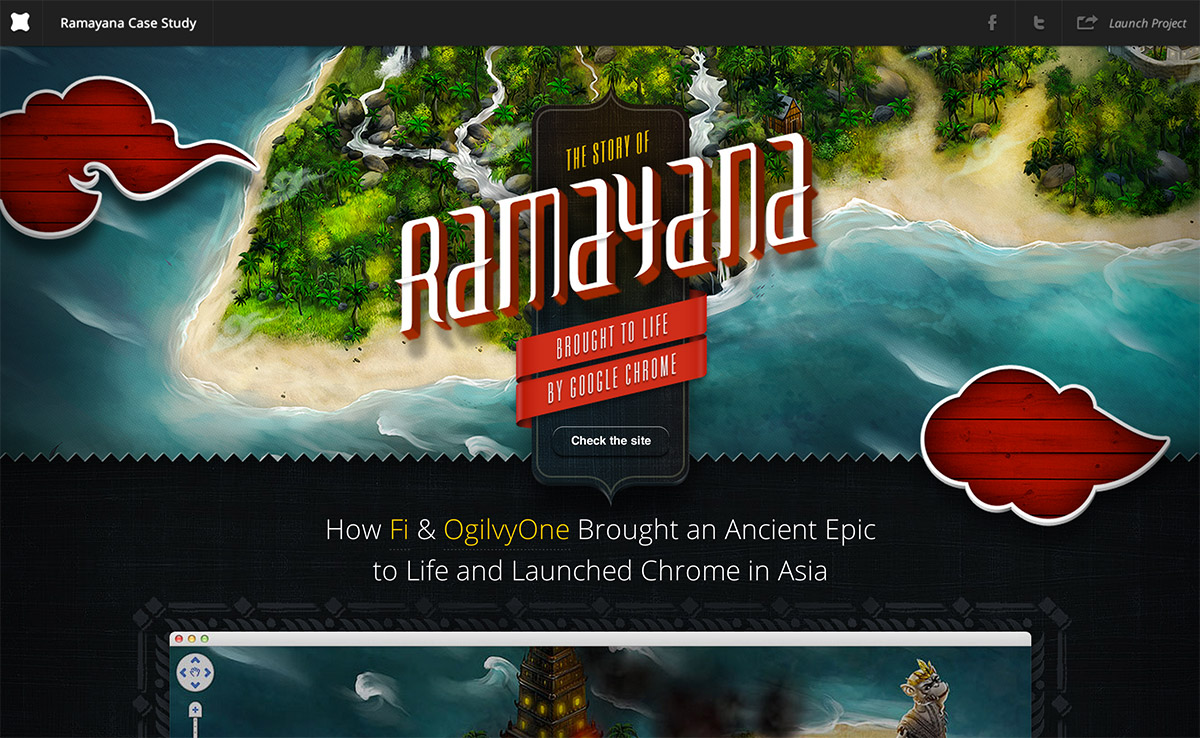 Ramayana Case Study
Launch Project
THE STORY OF
Ramayana
BROUGHT TO LIFE
BY GOOGLE CHROME
Check the site
How Fi & OgilvyOne Brought an Ancient Epic
to Life and Launched Chrome in Asia